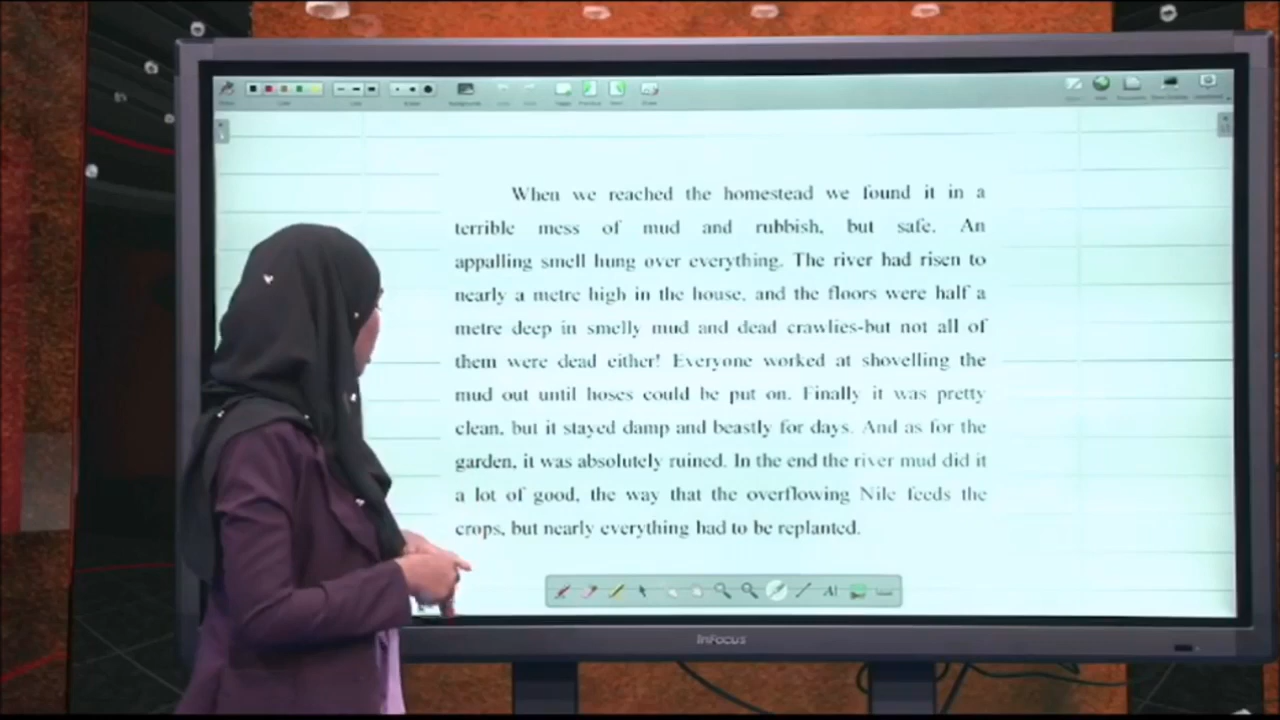 When we reached the homestead we found it in a
terrible mess of mud and rubbish, but safe. An
appalling smell hung over everything. The river had risen to
nearly a metre high in the house, and the floors were half a
metre deep in smelly mud and dead crawlies-but not all of
them were dead either! Everyone worked at shovelling the
mud out until hoses could be put on. Finally it was pretty
clean, but it stayed damp and beastly for days. And as for the
garden, it was absolutely ruined. In the end the river mud did it
a lot of good, the way that the overflowing Nile feeds the
crops, but nearly everything had to be replanted.
AI
InFocus